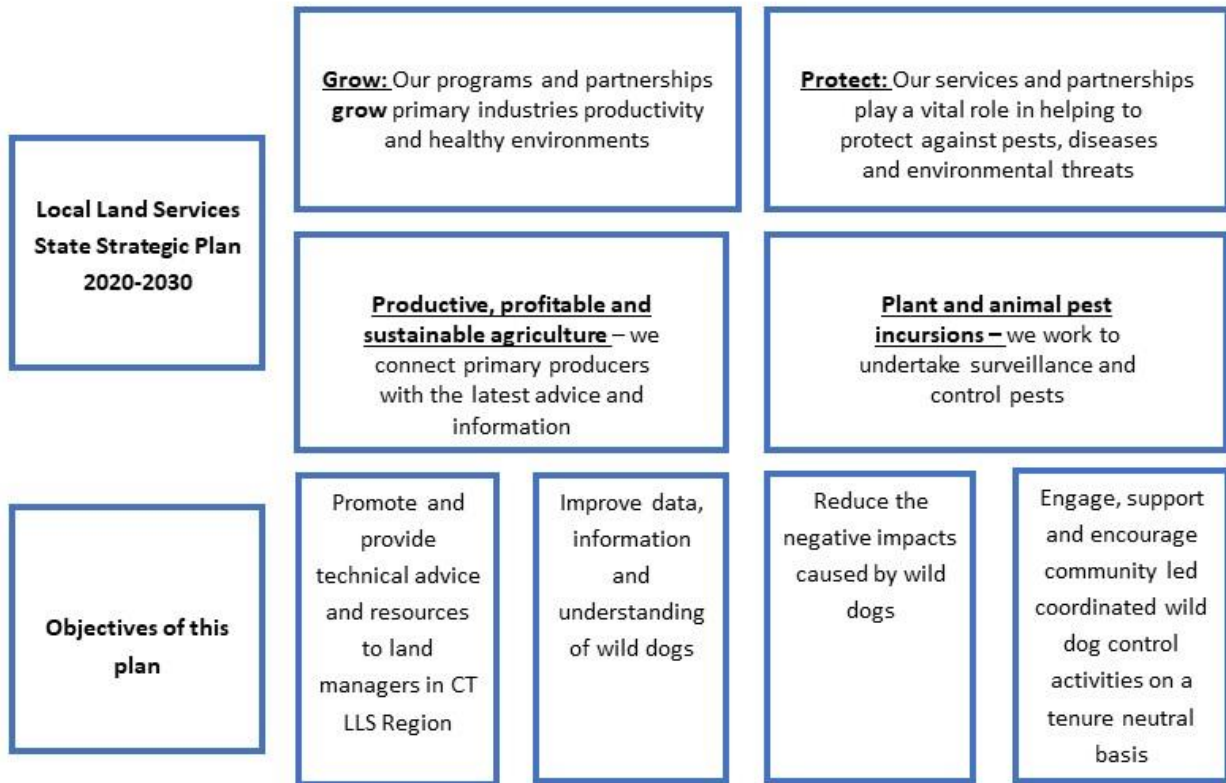 Grow: Our programs and partnerships
grow primary industries productivity
and healthy environments
Protect: Our services and partnerships
play a vital role in helping to
protect against pests, diseases
and environmental threats
Local Land Services
State Strategic Plan
2020-2030
Productive, profitable and
sustainable agriculture – we
connect primary producers
with the latest advice and
information
Plant and animal pest
incursions – we work to
undertake surveillance and
control pests
Objectives of this
plan
Promote and
provide
technical advice
and resources
to land
managers in CT
LLS Region
Improve data,
information
and
understanding
of wild dogs
Reduce the
negative impacts
caused by wild
dogs
Engage, support
and encourage
community led
coordinated wild
dog control
activities on a
tenure neutral
basis